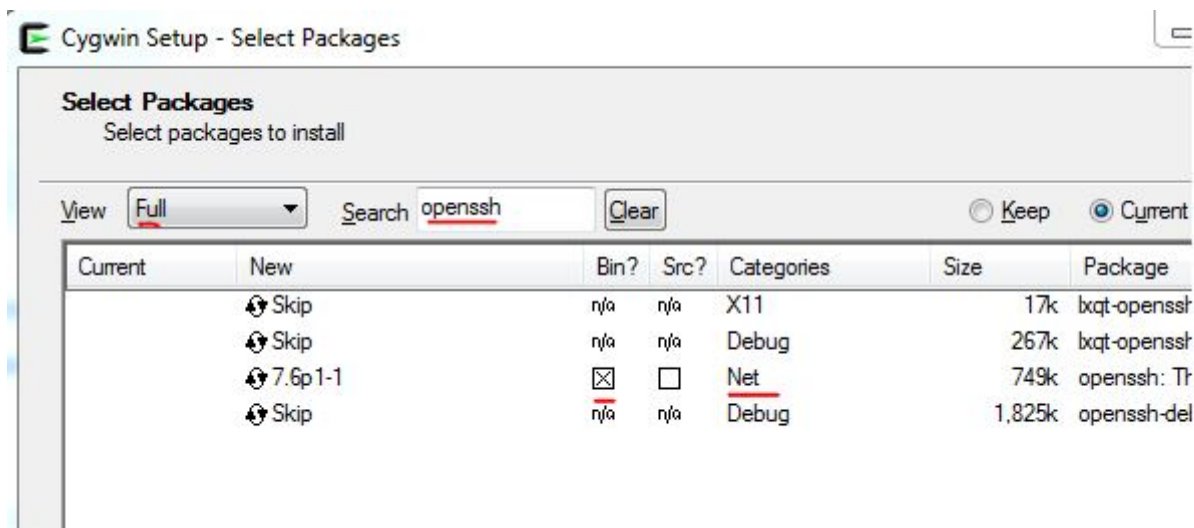 Cygwin Setup - Select Packages
Select Packages
Select packages to install
View Full Search openssh Clear Keep Current
Current New Bin? Src? Categories Size Package
Skip n/a n/a X11 17k lxqt-openssh
Skip n/a n/a Debug 267k lxqt-openssh
7.6p1-1 Net 749k openssh: Th
Skip n/a n/a Debug 1,825k openssh-del